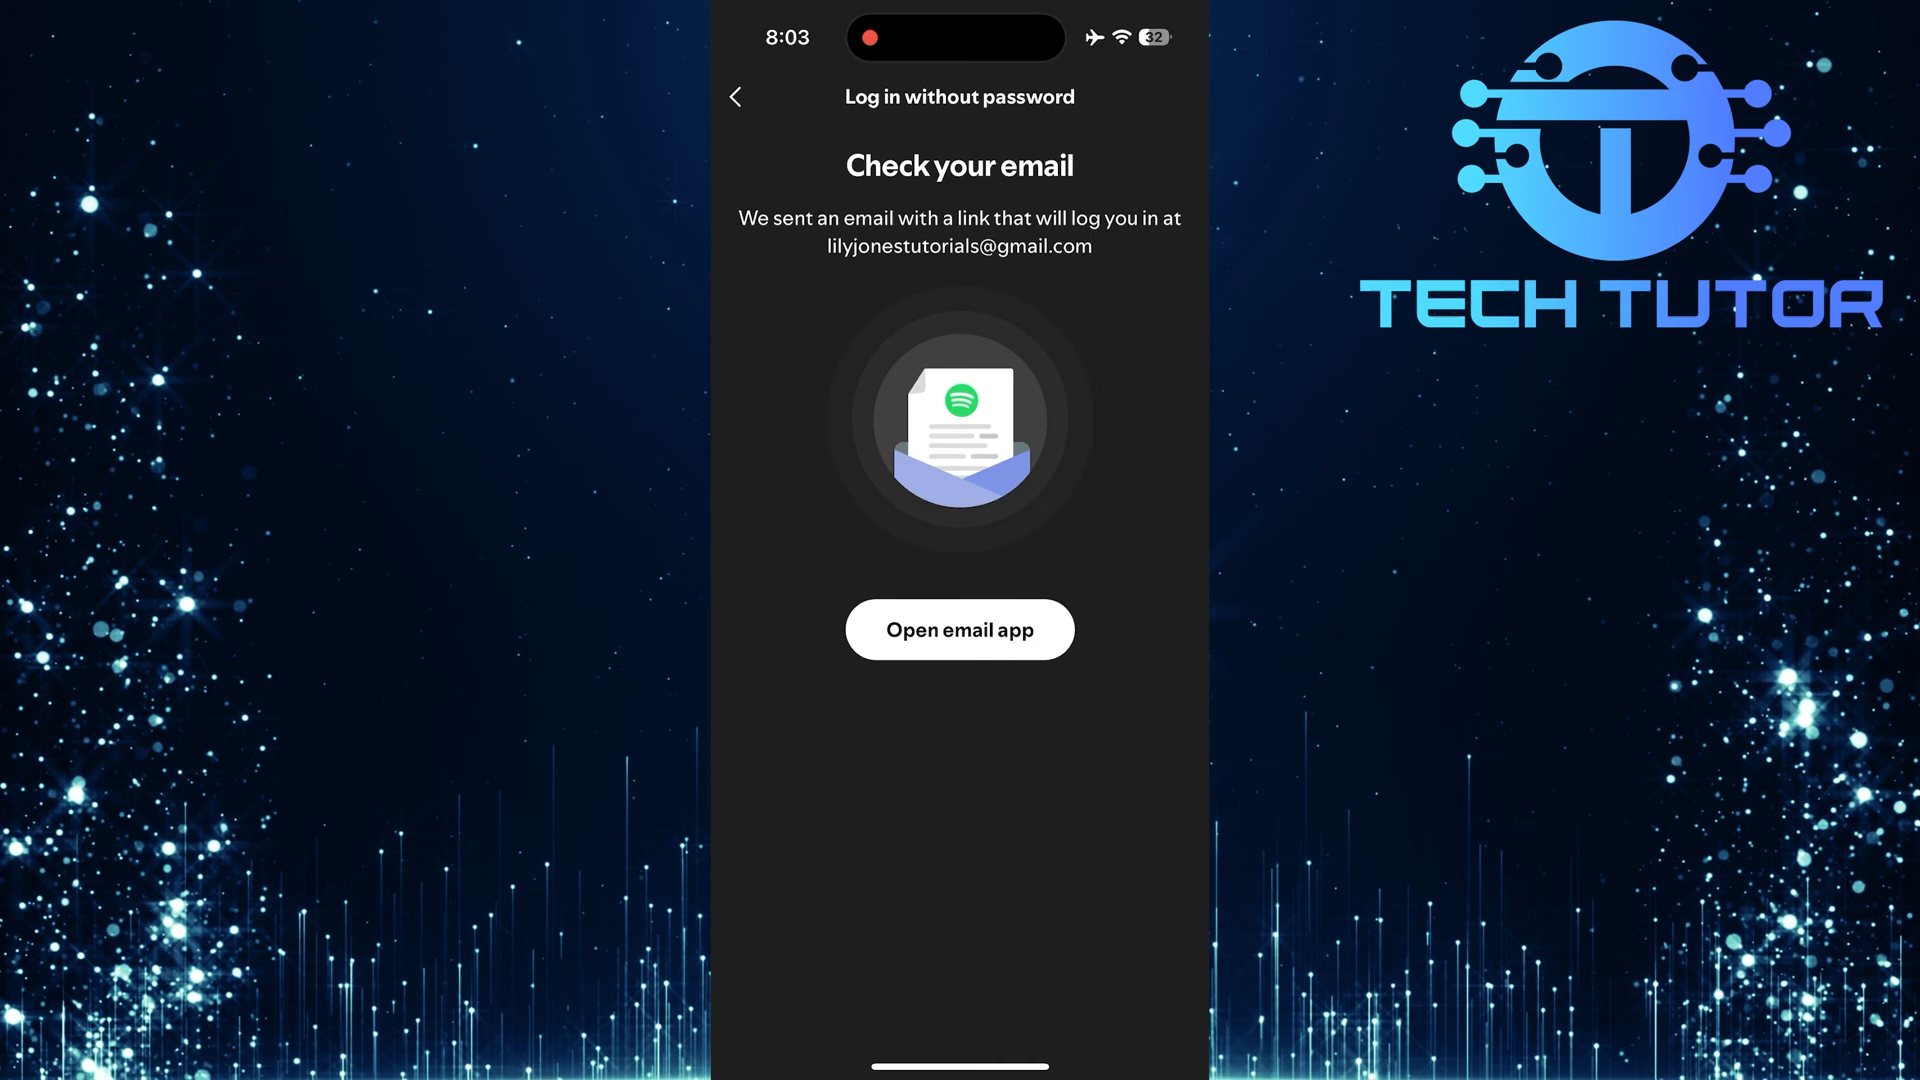 8:03
32
Log in without password
Check your email
We sent an email with a link that will log you in at
lilyjonestutorials@gmail.com
Open email app
TECH TUTOR